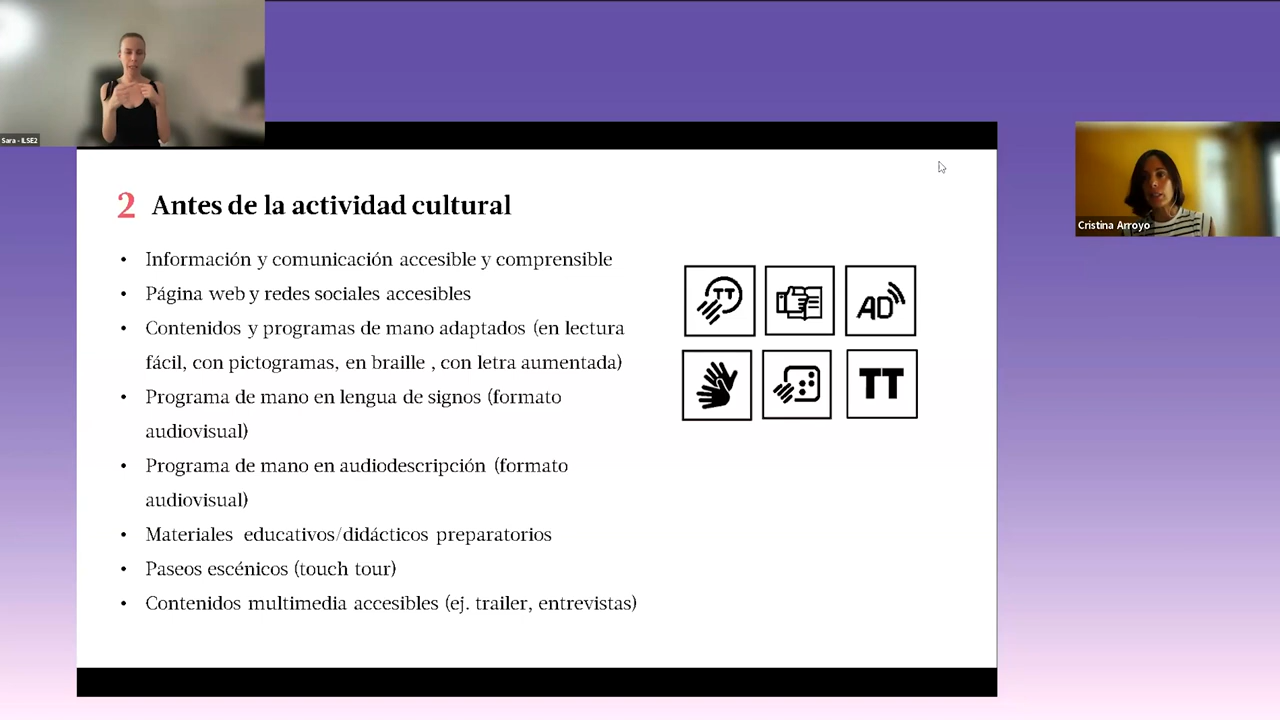 Sara - ILSE2
Cristina Arroyo
2 Antes de la actividad cultural
• Información y comunicación accesible y comprensible
• Página web y redes sociales accesibles
• Contenidos y programas de mano adaptados (en lectura
fácil, con pictogramas, en braille , con letra aumentada)
• Programa de mano en lengua de signos (formato
audiovisual)
• Programa de mano en audiodescripción (formato
audiovisual)
• Materiales educativos/didácticos preparatorios
• Paseos escénicos (touch tour)
• Contenidos multimedia accesibles (ej. trailer, entrevistas)
TT
AD
TT